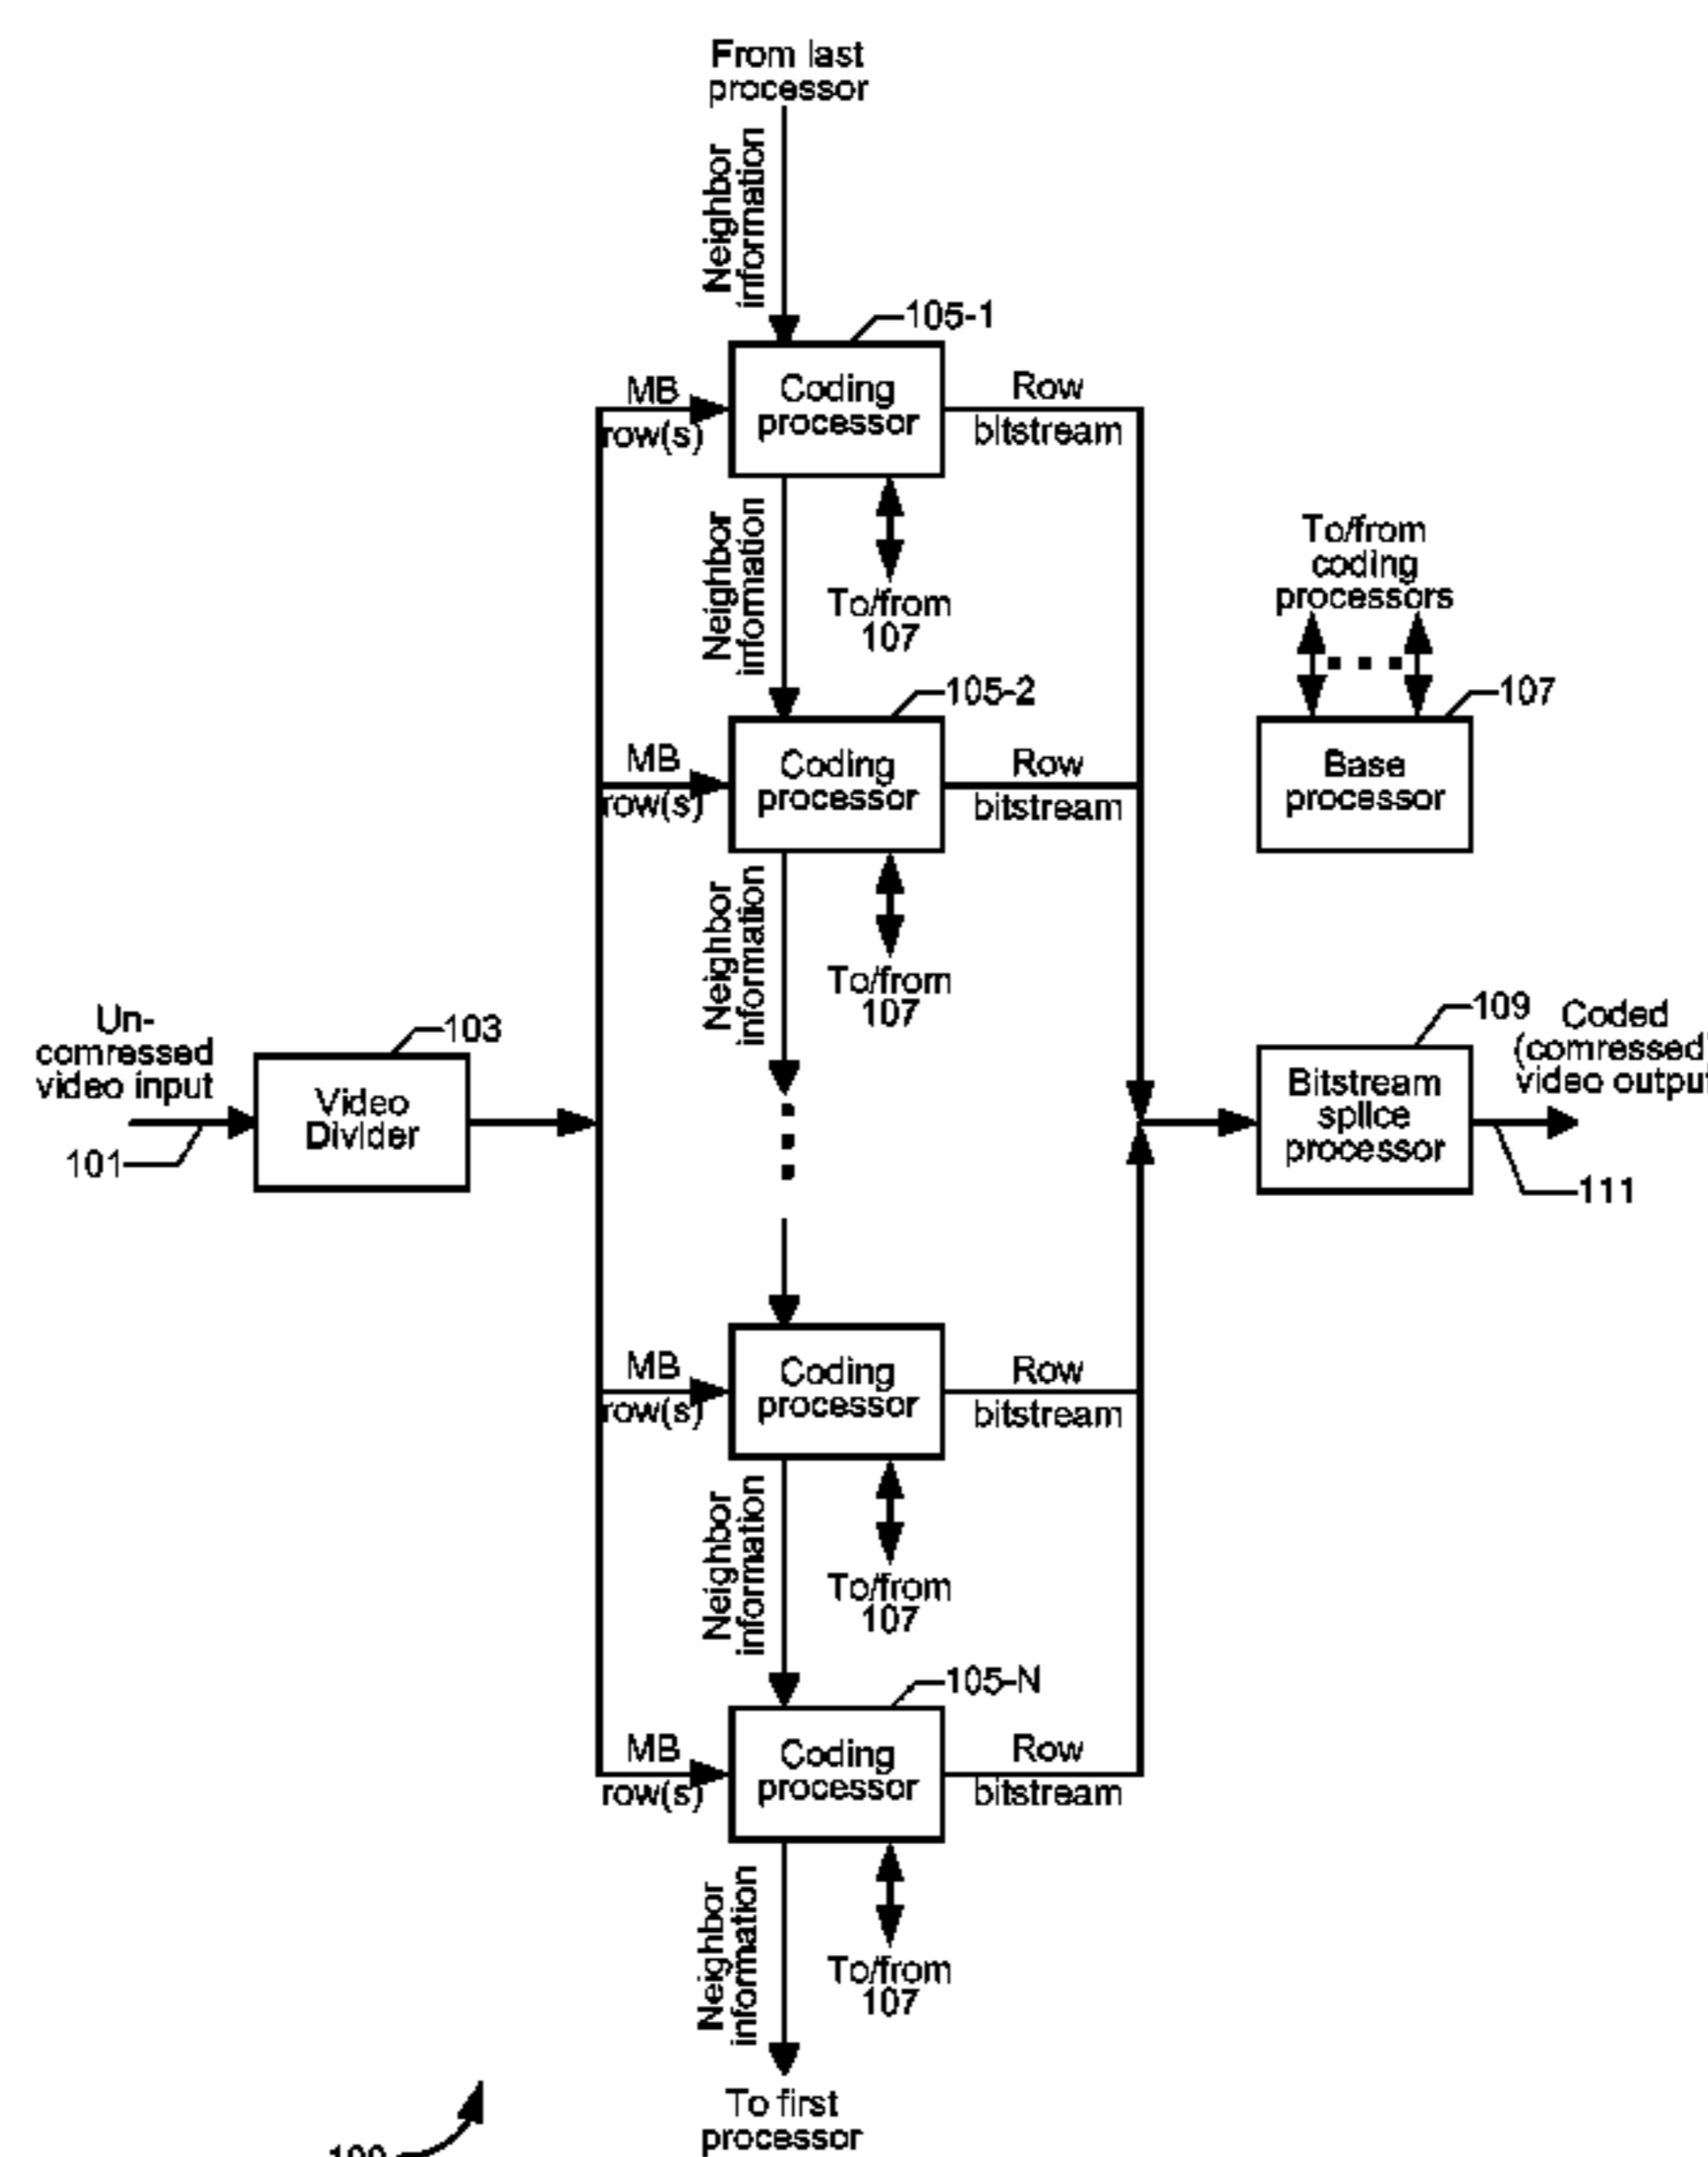 From last
processor
Neighbor
information
105-1
MB
row(s)
Coding
processor
Row
bitstream
Neighbor
information
To/from
107
To/from
coding
processors
105-2
107
MB
row(s)
Coding
processor
Row
bitstream
Base
processor
Neighbor
information
To/from
107
Un-
comressed
video input
101
103
Video
Divider
109
Bitstream
splice
processor
Coded
(comressed)
video output
111
MB
row(s)
Coding
processor
Row
bitstream
Neighbor
information
To/from
107
105-N
MB
row(s)
Coding
processor
Row
bitstream
Neighbor
information
To/from
107
To first
processor